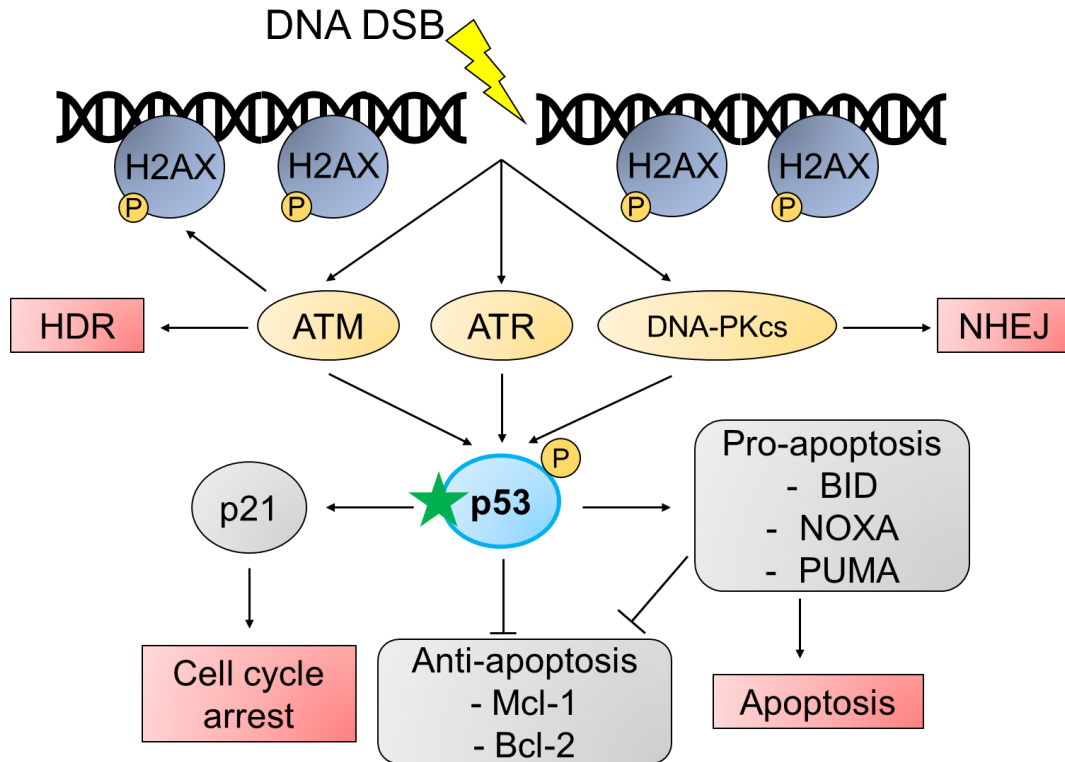 DNA DSB
H2AX
P
H2AX
P
H2AX
P
H2AX
P
HDR
ATM
ATR
DNA-PKcs
NHEJ
p21
p53
P
Pro-apoptosis
- BID
- NOXA
- PUMA
Cell cycle
arrest
Anti-apoptosis
- Mcl-1
- Bcl-2
Apoptosis